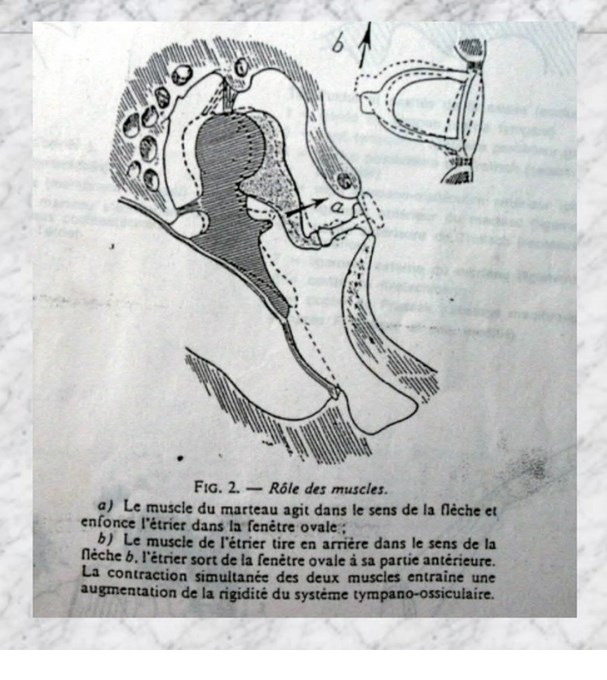 b
a
FIG. 2. — Rôle des muscles.
a) Le muscle du marteau agit dans le sens de la flèche et
enfonce l'étrier dans la fenêtre ovale ;
b) Le muscle de l'étrier tire en arrière dans le sens de la
flèche b. l'étrier sort de la fenêtre ovale à sa partie antérieure.
La contraction simultanée des deux muscles entraine une
augmentation de la rigidité du système tympano-ossiculaire.